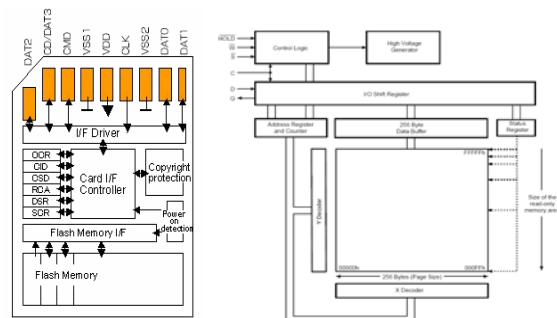 DAT2
CD/DAT3
CMD
VSS1
VDD
CLK
VSS2
DAT0
DAT1
I/F Driver
OCR
CID
CSD
RCA
DSR
SCR
Card I/F
Controller
Copyright
protection
Power on
detection
Flash Memory I/F
Flash Memory
HOLD
W
S
Control Logic
High Voltage
Generator
C
D
Q
I/O Shift Register
Address Register
and Counter
256 Byte
Data Buffer
Status
Register
Y Decoder
Size of the
read-only
memory area
00000h
000FFh
256 Bytes (Page Size)
X Decoder